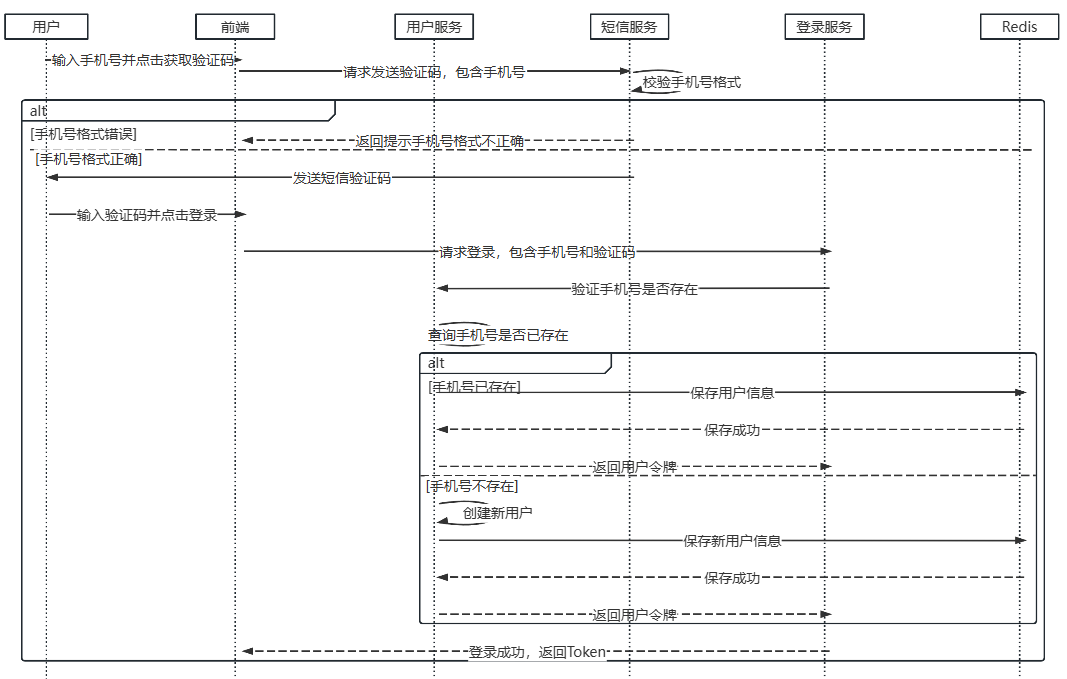 用户
前端
用户服务
短信服务
登录服务
Redis
输入手机号并点击获取验证码
请求发送验证码，包含手机号
校验手机号格式
alt
[手机号格式错误]
返回提示手机号格式不正确
[手机号格式正确]
发送短信验证码
输入验证码并点击登录
请求登录，包含手机号和验证码
验证手机号是否存在
查询手机号是否已存在
alt
[手机号已存在]
保存用户信息
保存成功
返回用户令牌
[手机号不存在]
创建新用户
保存新用户信息
保存成功
返回用户令牌
登录成功，返回Token